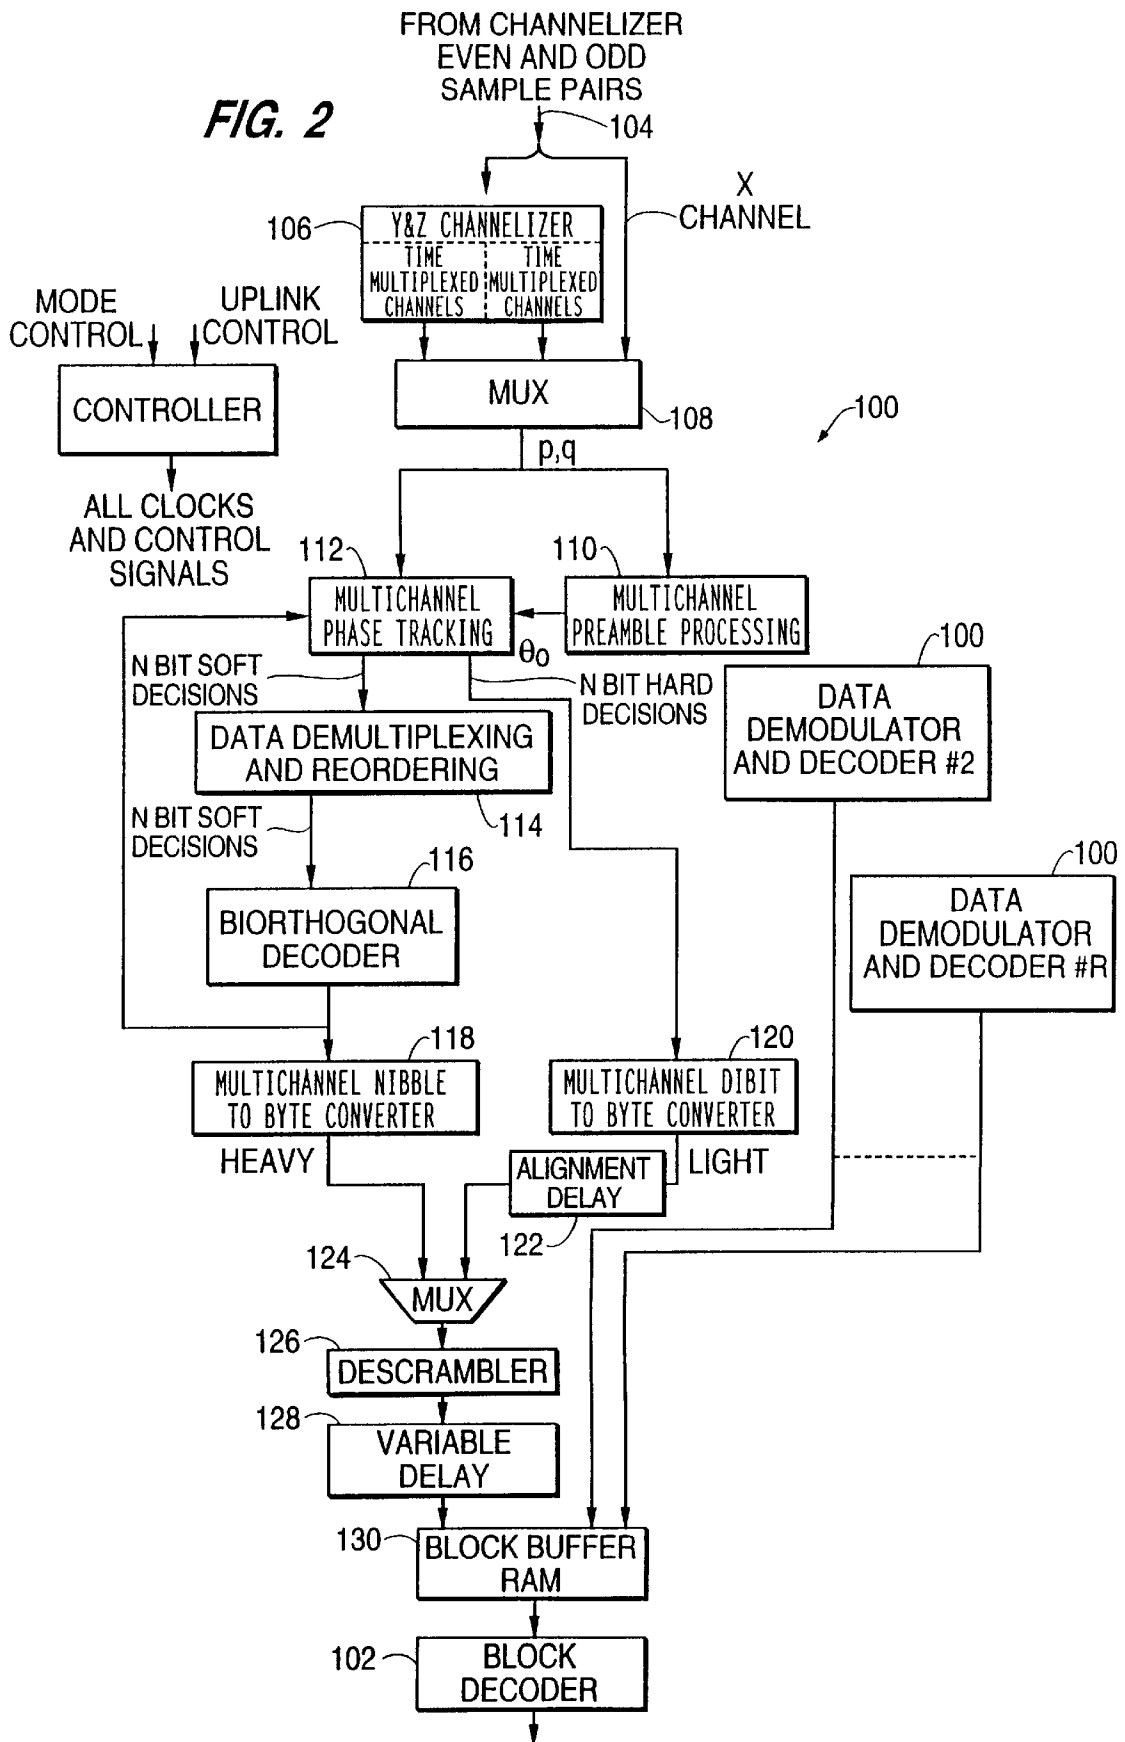 FROM CHANNELIZER
EVEN AND ODD
SAMPLE PAIRS
FIG. 2
104
X
CHANNEL
106
Y&Z CHANNELIZER
TIME
MULTIPLEXED
CHANNELS
TIME
MULTIPLEXED
CHANNELS
MODE
CONTROL
UPLINK
CONTROL
CONTROLLER
MUX
108
100
p,q
ALL CLOCKS
AND CONTROL
SIGNALS
112
110
MULTICHANNEL
PHASE TRACKING
MULTICHANNEL
PREAMBLE PROCESSING
θ0
N BIT SOFT
DECISIONS
N BIT HARD
DECISIONS
100
DATA
DEMODULATOR
AND DECODER #2
DATA DEMULTIPLEXING
AND REORDERING
114
N BIT SOFT
DECISIONS
116
BIORTHOGONAL
DECODER
100
DATA
DEMODULATOR
AND DECODER #R
118
MULTICHANNEL NIBBLE
TO BYTE CONVERTER
120
MULTICHANNEL DIBIT
TO BYTE CONVERTER
HEAVY
LIGHT
ALIGNMENT
DELAY
122
124
MUX
126
DESCRAMBLER
128
VARIABLE
DELAY
130
BLOCK BUFFER
RAM
102
BLOCK
DECODER